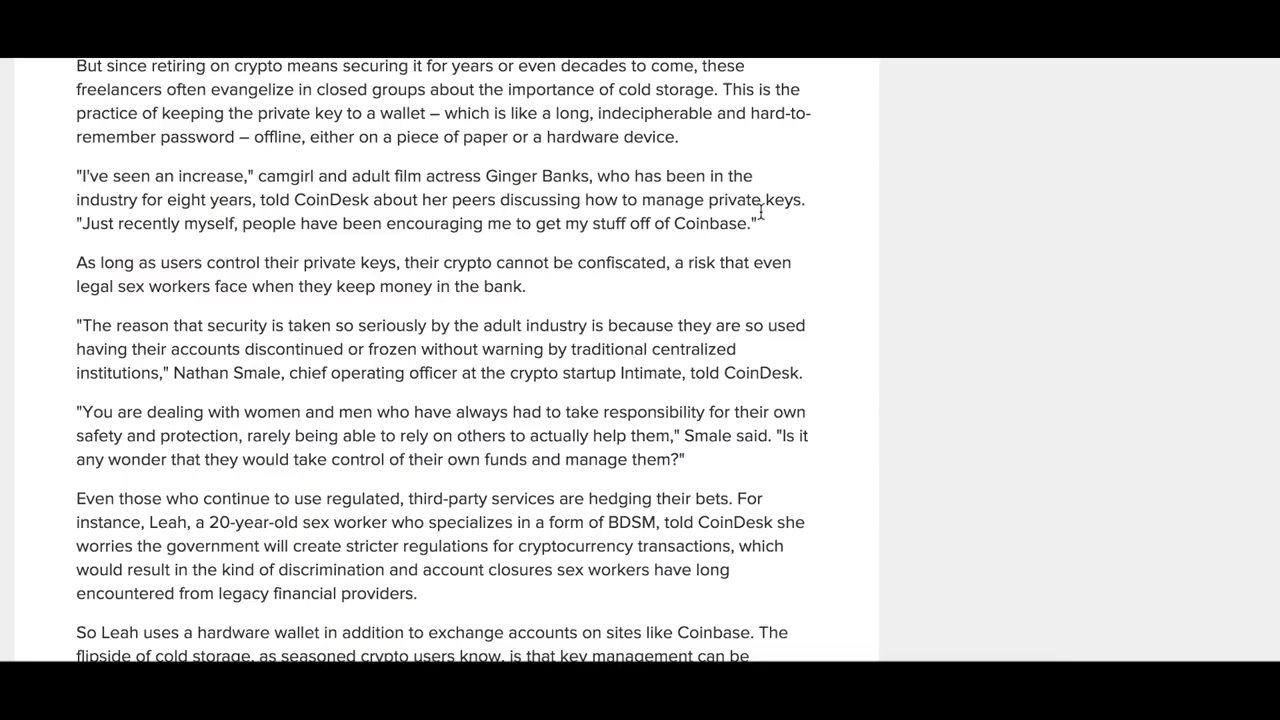 But since retiring on crypto means securing it for years or even decades to come, these
freelancers often evangelize in closed groups about the importance of cold storage. This is the
practice of keeping the private key to a wallet – which is like a long, indecipherable and hard-to-
remember password – offline, either on a piece of paper or a hardware device.
"I've seen an increase," camgirl and adult film actress Ginger Banks, who has been in the
industry for eight years, told CoinDesk about her peers discussing how to manage private keys.
"Just recently myself, people have been encouraging me to get my stuff off of Coinbase."
As long as users control their private keys, their crypto cannot be confiscated, a risk that even
legal sex workers face when they keep money in the bank.
"The reason that security is taken so seriously by the adult industry is because they are so used
having their accounts discontinued or frozen without warning by traditional centralized
institutions," Nathan Smale, chief operating officer at the crypto startup Intimate, told CoinDesk.
"You are dealing with women and men who have always had to take responsibility for their own
safety and protection, rarely being able to rely on others to actually help them," Smale said. "Is it
any wonder that they would take control of their own funds and manage them?"
Even those who continue to use regulated, third-party services are hedging their bets. For
instance, Leah, a 20-year-old sex worker who specializes in a form of BDSM, told CoinDesk she
worries the government will create stricter regulations for cryptocurrency transactions, which
would result in the kind of discrimination and account closures sex workers have long
encountered from legacy financial providers.
So Leah uses a hardware wallet in addition to exchange accounts on sites like Coinbase. The
flipside of cold storage, as seasoned crypto users know, is that key management can be